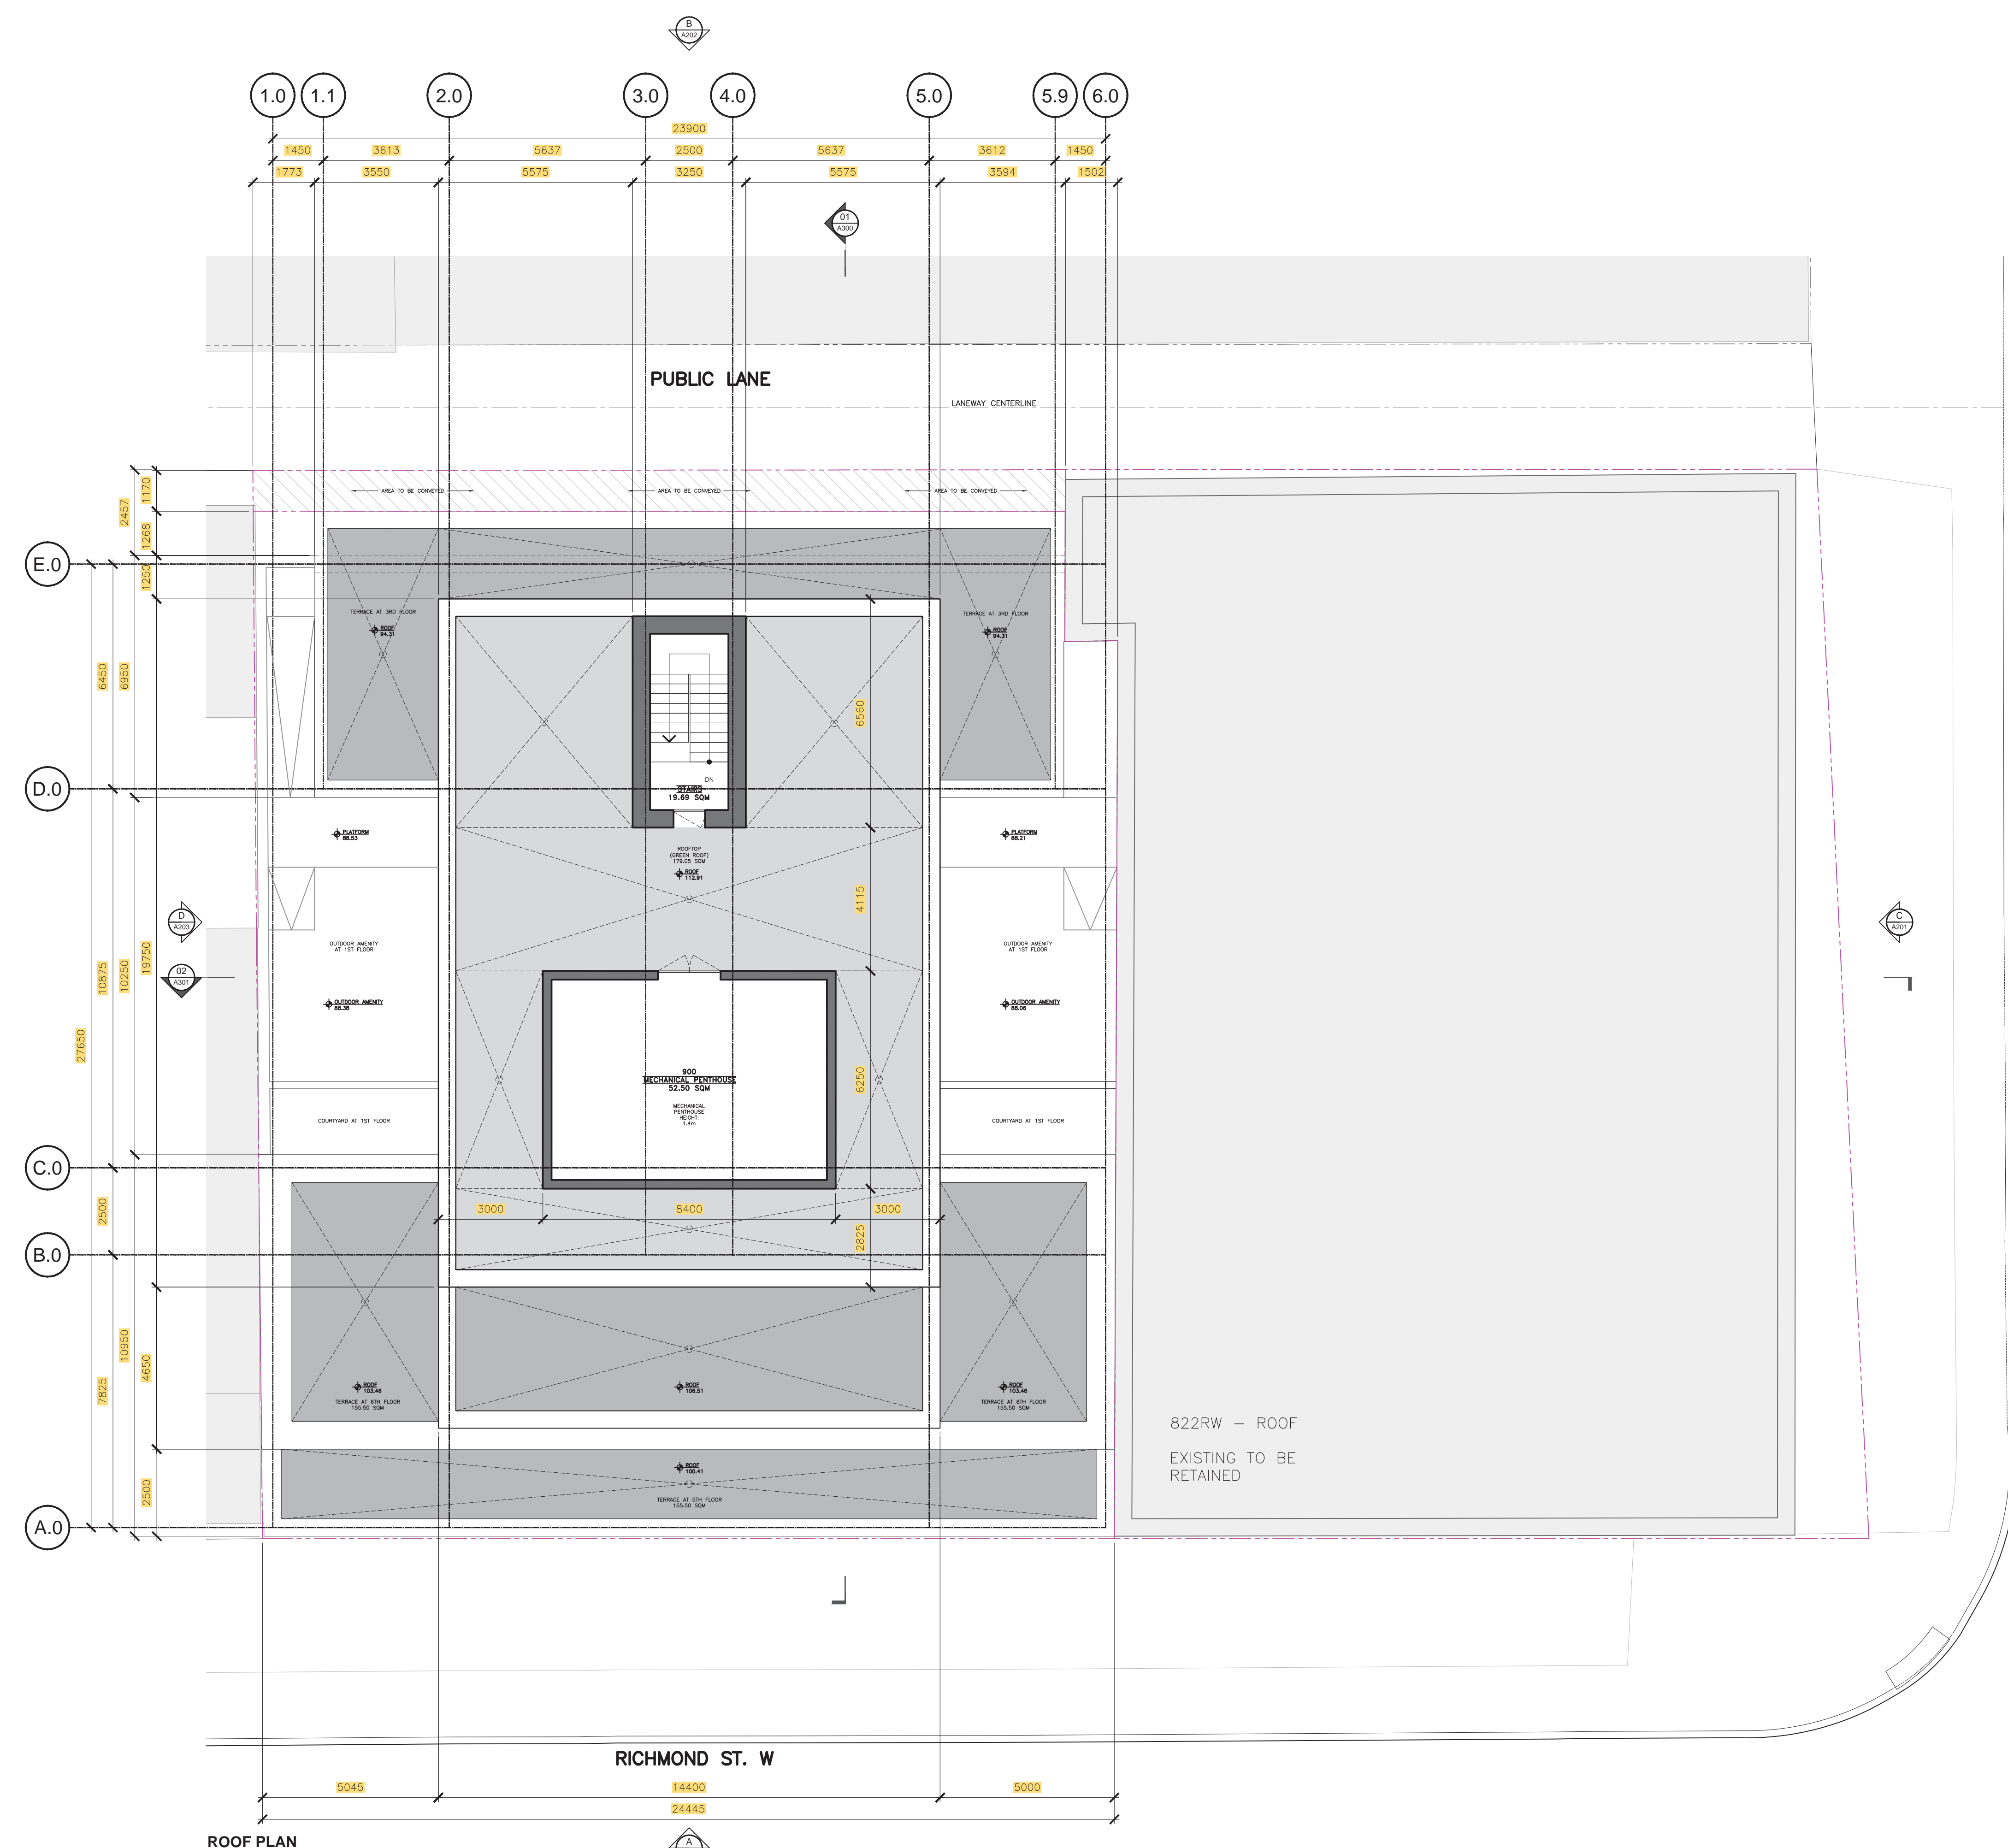 B
A202
1.0 1.1 2.0 3.0 4.0 5.0 5.9 6.0
23900
1450 3613 5637 2500 5637 3612 1450
1773 3550 5575 3250 5575 3594 1502
01
A300
PUBLIC LANE
LANEWAY CENTERLINE
AREA TO BE CONVEYED AREA TO BE CONVEYED AREA TO BE CONVEYED
1170
2457
1268
E.0
1250
TERRACE AT 3RD FLOOR
ROOF
94.31
TERRACE AT 3RD FLOOR
ROOF
94.31
6450
6950
6560
DN
STAIRS
19.69 SQM
D.0
PLATFORM
88.53
PLATFORM
88.21
ROOFTOP
(GREEN ROOF)
179.05 SQM
ROOF
112.91
4115
D
A203
C
A201
OUTDOOR AMENITY
AT 1ST FLOOR
OUTDOOR AMENITY
AT 1ST FLOOR
19750
10250
10875
02
A301
OUTDOOR AMENITY
88.38
OUTDOOR AMENITY
88.06
27650
900
MECHANICAL PENTHOUSE
52.50 SQM
MECHANICAL
PENTHOUSE
HEIGHT:
1.4m
6250
COURTYARD AT 1ST FLOOR
COURTYARD AT 1ST FLOOR
C.0
2500
3000 8400 3000
2825
B.0
10950
4650
7825
ROOF
103.46
TERRACE AT 6TH FLOOR
155.50 SQM
ROOF
106.51
ROOF
103.46
TERRACE AT 6TH FLOOR
155.50 SQM
822RW - ROOF
EXISTING TO BE
RETAINED
2500
ROOF
100.41
TERRACE AT 5TH FLOOR
155.50 SQM
A.0
RICHMOND ST. W
5045 14400 5000
24445
ROOF PLAN
A